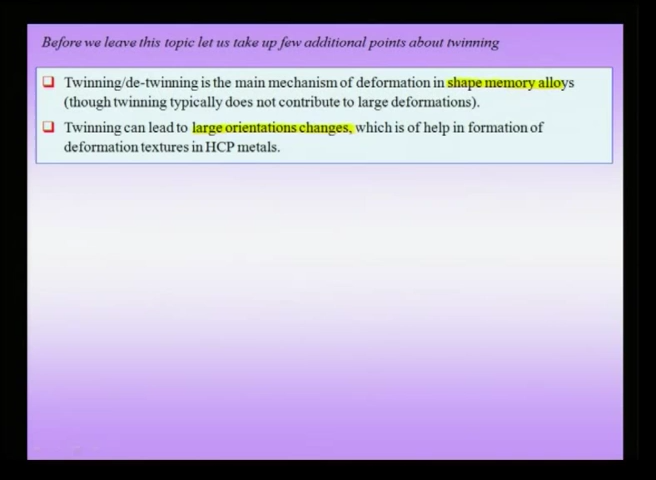 Before we leave this topic let us take up few additional points about twinning
Twinning/de-twinning is the main mechanism of deformation in shape memory alloys
(though twinning typically does not contribute to large deformations).
Twinning can lead to large orientations changes, which is of help in formation of
deformation textures in HCP metals.